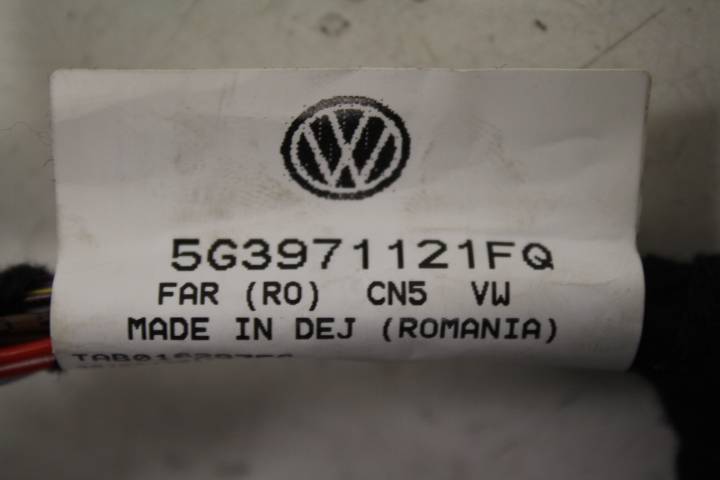 5G3971121FQ
FAR (RO) CN5 VW
MADE IN DEJ (ROMANIA)